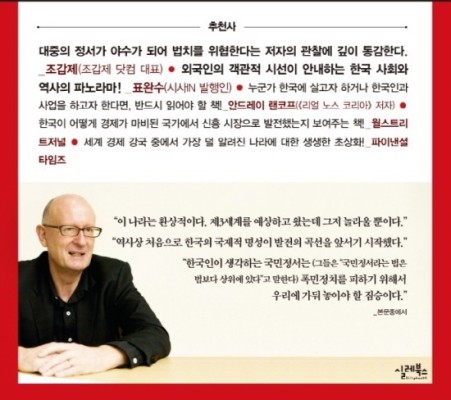 추천사
대중의 정서가 야수가 되어 법치를 위협한다는 저자의 관찰에 깊이 통감한다.
_조갑제(조갑제 닷컴 대표) ● 외국인의 객관적 시선이 안내하는 한국 사회와
역사의 파노라마! _표완수(시사IN 발행인) ● 누군가 한국에 살고자 하거나 한국인과
사업을 하고자 한다면, 반드시 읽어야 할 책! _안드레이 랜코프(《리얼 노스 코리아》 저자) ●
한국이 어떻게 경제가 마비된 국가에서 신흥 시장으로 발전했는지 보여주는 책! _월스트리
트저널 ● 세계 경제 강국 중에서 가장 덜 알려진 나라에 대한 생생한 초상화! _파이낸셜
타임즈
“이 나라는 환상적이다. 제3세계를 예상하고 왔는데 그저 놀라울 뿐이다.”
“역사상 처음으로 한국의 국제적 명성이 발전의 곡선을 앞서기 시작했다.”
“한국인이 생각하는 국민정서는 (그들은 “국민정서라는 법은
법보다 상위에 있다”고 말한다) 폭민정치를 피하기 위해서
우리에 가둬 놓아야 할 짐승이다.”
_본문중에서
실레북스